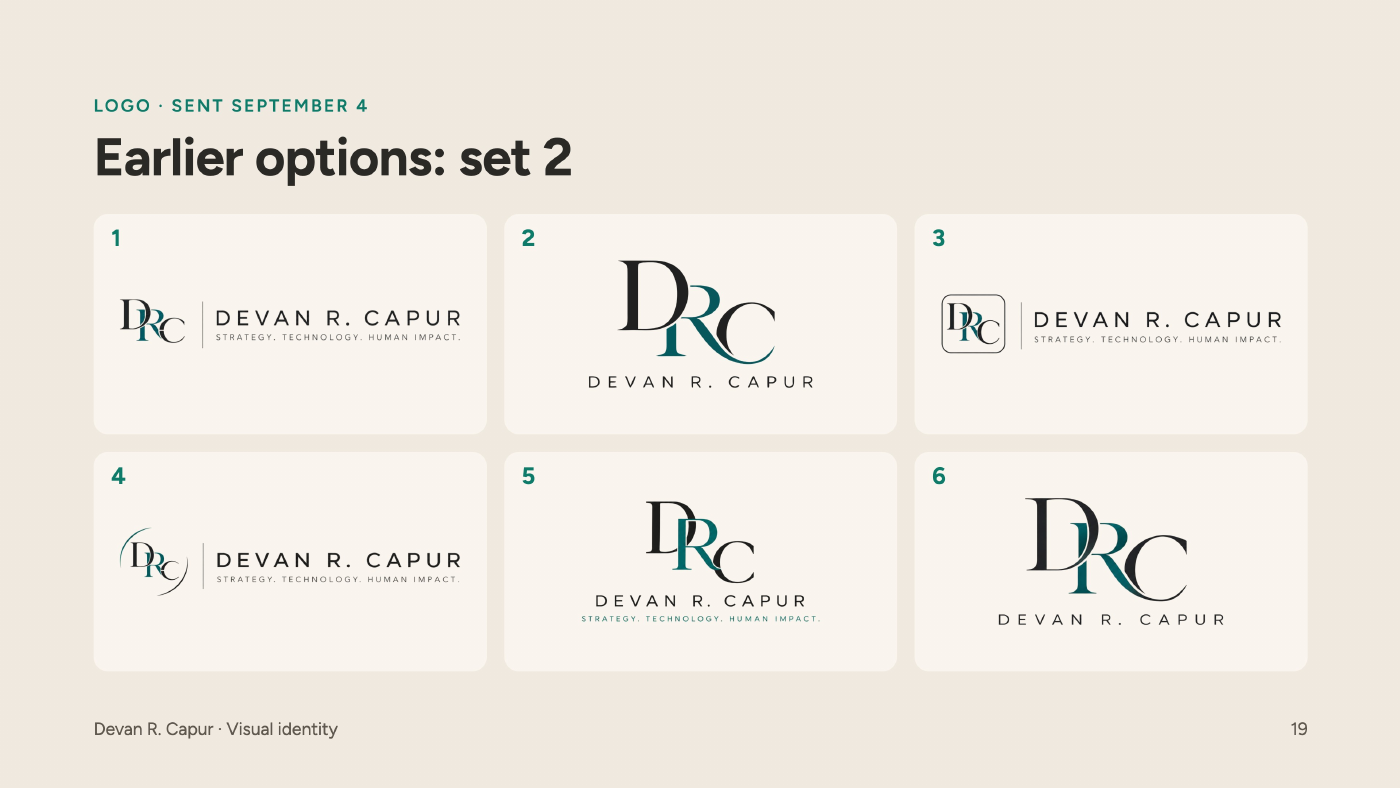 LOGO · SENT SEPTEMBER 4
Earlier options: set 2
1
DRC
DEVAN R. CAPUR
STRATEGY. TECHNOLOGY. HUMAN IMPACT.
2
DRC
DEVAN R. CAPUR
3
DRC
DEVAN R. CAPUR
STRATEGY. TECHNOLOGY. HUMAN IMPACT.
4
DRC
DEVAN R. CAPUR
STRATEGY. TECHNOLOGY. HUMAN IMPACT.
5
DRC
DEVAN R. CAPUR
STRATEGY. TECHNOLOGY. HUMAN IMPACT.
6
DRC
DEVAN R. CAPUR
Devan R. Capur · Visual identity
19